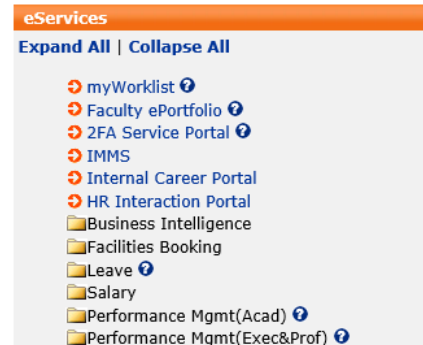 eServices
Expand All | Collapse All
myWorklist
Faculty ePortfolio
2FA Service Portal
IMMS
Internal Career Portal
HR Interaction Portal
Business Intelligence
Facilities Booking
Leave
Salary
Performance Mgmt(Acad)
Performance Mgmt(Exec&Prof)